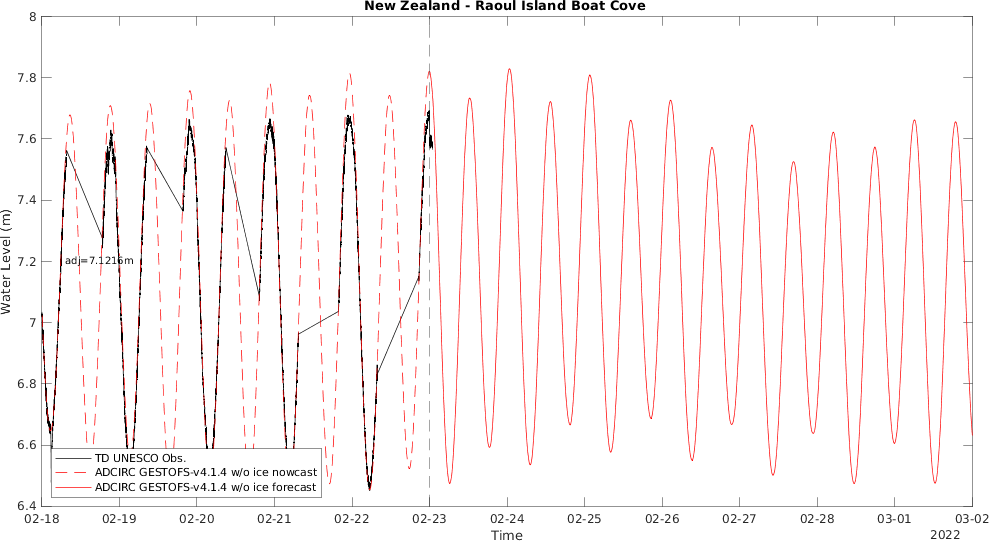 New Zealand - Raoul Island Boat Cove
8
7.8
7.6
7.4
7.2
7
6.8
6.6
6.4
Water Level (m)
adj=7.1216m
TD UNESCO Obs.
ADCIRC GESTOFS-v4.1.4 w/o ice nowcast
ADCIRC GESTOFS-v4.1.4 w/o ice forecast
02-18 02-19 02-20 02-21 02-22 02-23 02-24 02-25 02-26 02-27 02-28 03-01 03-02
Time
2022